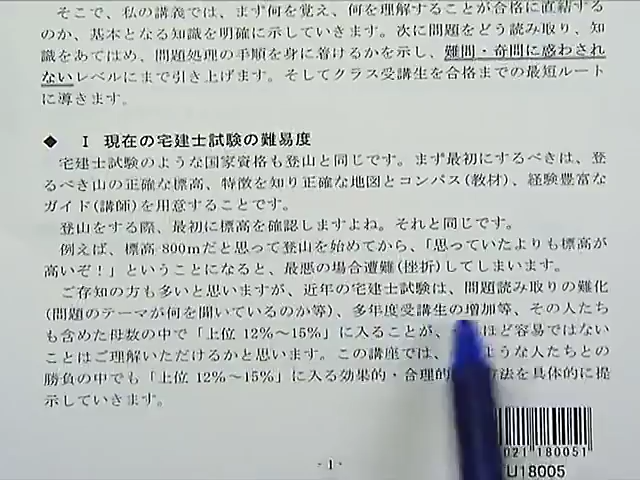 そこで、私の講義では、まず何を覚え、何を理解することが合格に直結する
のか、基本となる知識を明確に示していきます。次に問題をどう読み取り、知
識をあてはめ、問題処理の手順を身に着けるかを示し、難問・奇問に惑わされ
ないレベルにまで引き上げます。そしてクラス受講生を合格までの最短ルート
に導きます。
◆ I 現在の宅建士試験の難易度
宅建士試験のような国家資格も登山と同じです。まず最初にするべきは、登
るべき山の正確な標高、特徴を知り正確な地図とコンパス(教材)、経験豊富な
ガイド(講師)を用意することです。
登山をする際、最初に標高を確認しますよね。それと同じです。
例えば、標高 800mだと思って登山を始めてから、「思っていたよりも標高が
高いぞ！」ということになると、最悪の場合遭難(挫折)してしまいます。
ご存知の方も多いと思いますが、近年の宅建士試験は、問題読み取りの難化
(問題のテーマが何を聞いているのか等)、多年度受講生の増加等、その人たち
も含めた母数の中で「上位 12%～15%」に入ることが、ほど容易ではない
ことはご理解いただけるかと思います。この講座では、ような人たちとの
勝負の中でも「上位 12%～15%」に入る効果的・合理的法を具体的に提
示していきます。
021 180051
U18005
- 1 -